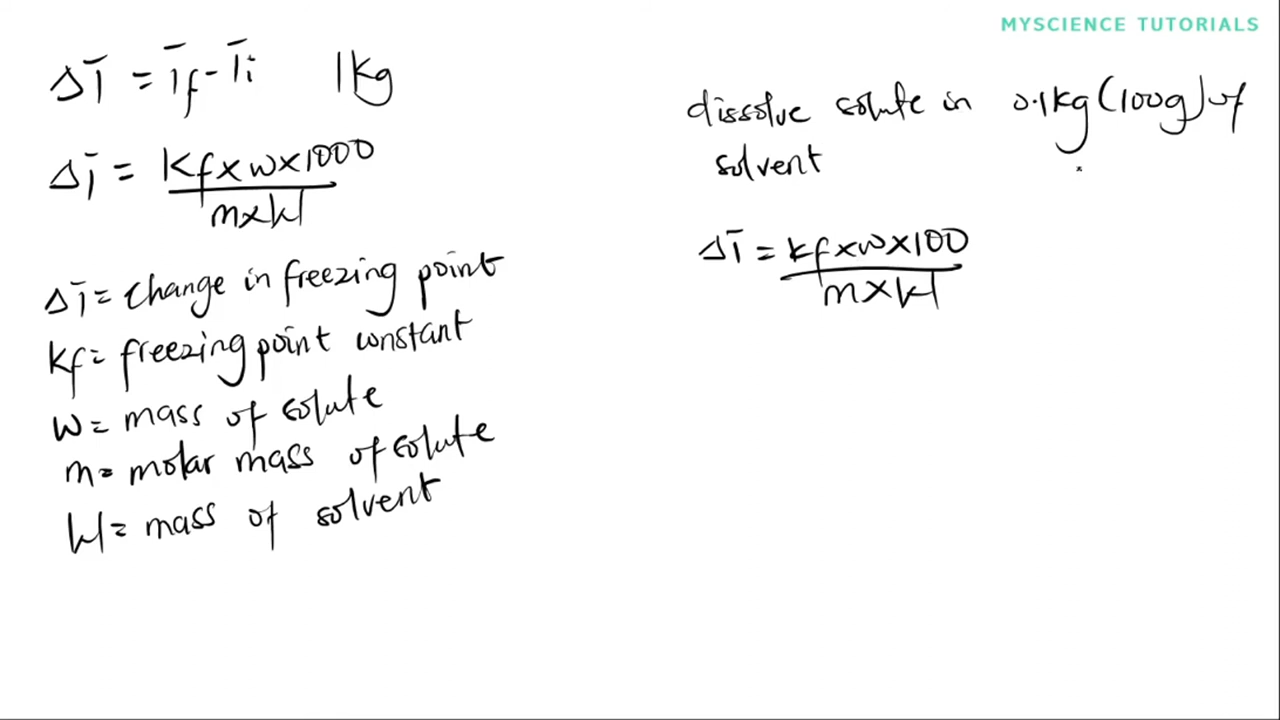 MYSCIENCE TUTORIALS
ΔT = Tf - Ti 1kg
ΔT = Kf x w x 1000
m x W
ΔT = change in freezing point
Kf = freezing point constant
w = mass of solute
m = molar mass of solute
W = mass of solvent
dissolve solute in 0.1kg (100g) of
solvent
ΔT = kf x w x 100
m x W